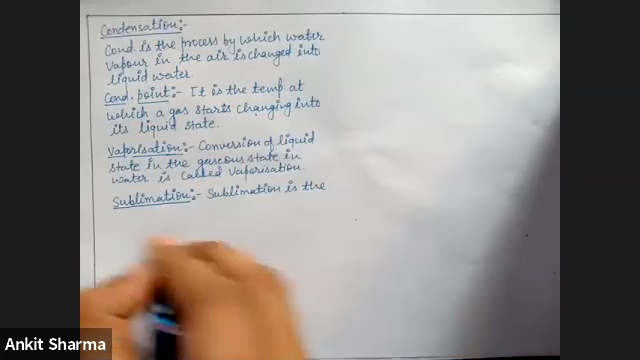 Condensation:-
Cond. is the process by which water
Vapour in the air is changed into
liquid water.
Cond. point:- It is the temp at
which a gas starts changing into
its liquid state.
Vaporisation:- Conversion of liquid
state in the gaseous state in
water is called Vaporisation.
Sublimation:- Sublimation is the
Ankit Sharma